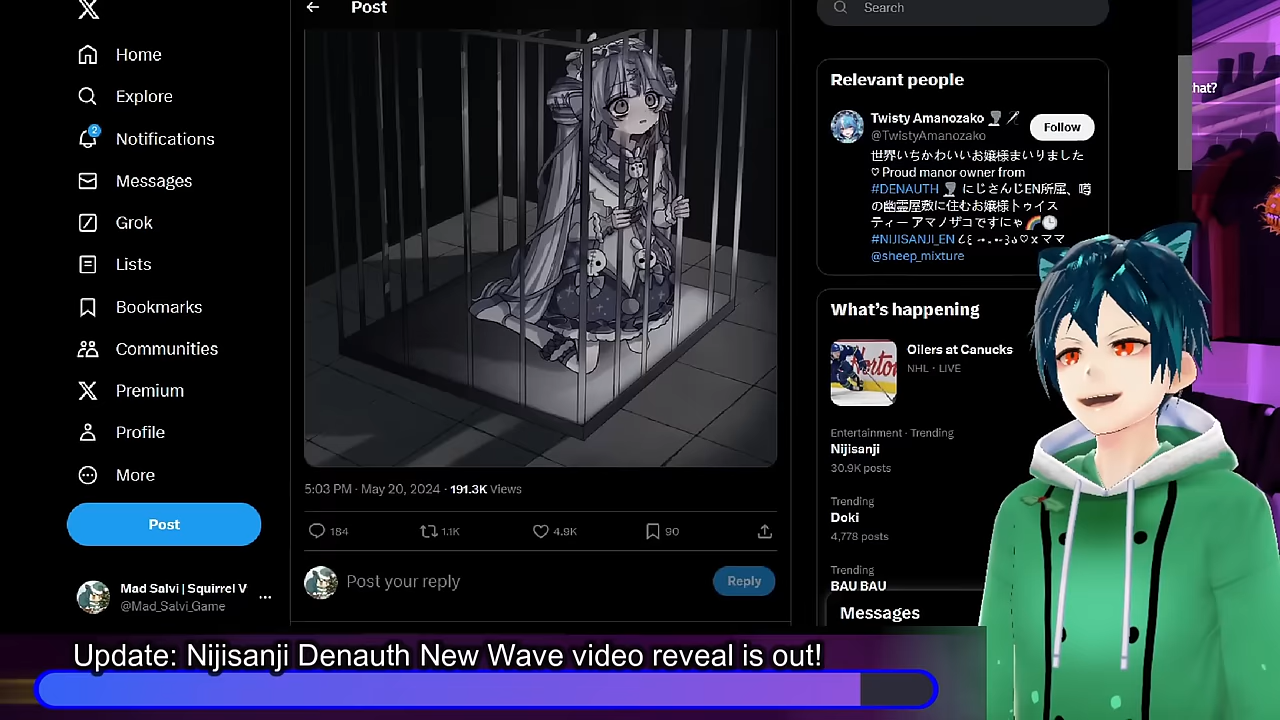 Post
Search
Home
Explore
2
Notifications
Messages
Grok
Lists
Bookmarks
Communities
Premium
Profile
More
Post
Mad Salvi | Squirrel V
@Mad_Salvi_Game
5:03 PM · May 20, 2024 · 191.3K Views
184
1.1K
4.9K
90
Post your reply
Reply
Relevant people
Twisty Amanozako
@TwistyAmanozako
Follow
世界いちかわいいお嬢様まいりました
♡ Proud manor owner from
#DENAUTH にじさんじEN所属、噂
の幽霊屋敷に住むお嬢様トゥイス
ティー アマノザコですにゃ
#NIJISANJI_EN
ママ
@sheep_mixture
What's happening
Oilers at Canucks
NHL · LIVE
Entertainment · Trending
Nijisanji
30.9K posts
Trending
Doki
4,778 posts
Trending
BAU BAU
Messages
hat?
Update: Nijisanji Denauth New Wave video reveal is out!